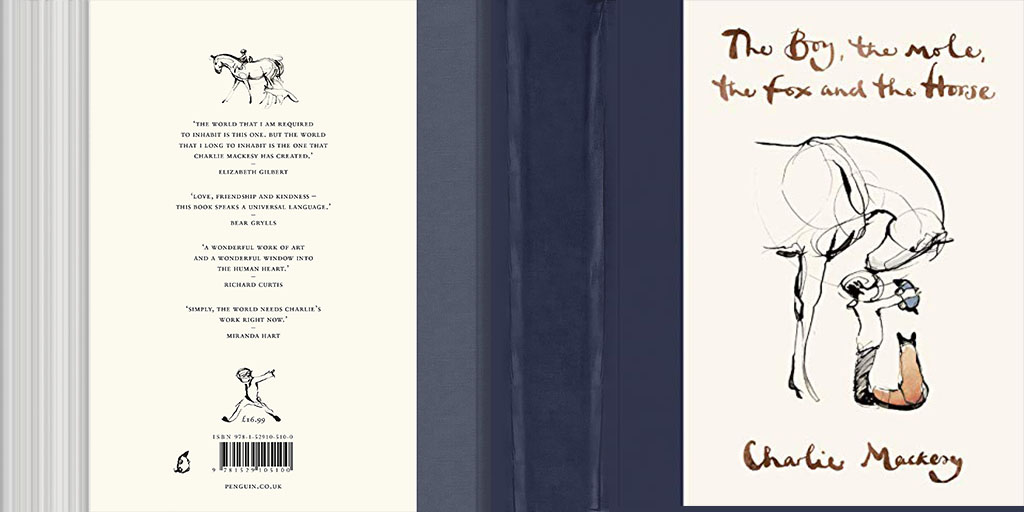 'THE WORLD THAT I AM REQUIRED
TO INHABIT IS THIS ONE. BUT THE WORLD
THAT I LONG TO INHABIT IS THE ONE THAT
CHARLIE MACKESY HAS CREATED.'
–
ELIZABETH GILBERT
'LOVE, FRIENDSHIP AND KINDNESS –
THIS BOOK SPEAKS A UNIVERSAL LANGUAGE.'
–
BEAR GRYLLS
'A WONDERFUL WORK OF ART
AND A WONDERFUL WINDOW INTO
THE HUMAN HEART.'
–
RICHARD CURTIS
'SIMPLY, THE WORLD NEEDS CHARLIE'S
WORK RIGHT NOW.'
–
MIRANDA HART
£16.99
ISBN 978-1-52910-510-0
9 781529 105100
PENGUIN.CO.UK
The Boy, the mole,
the fox and the Horse
Charlie Mackesy